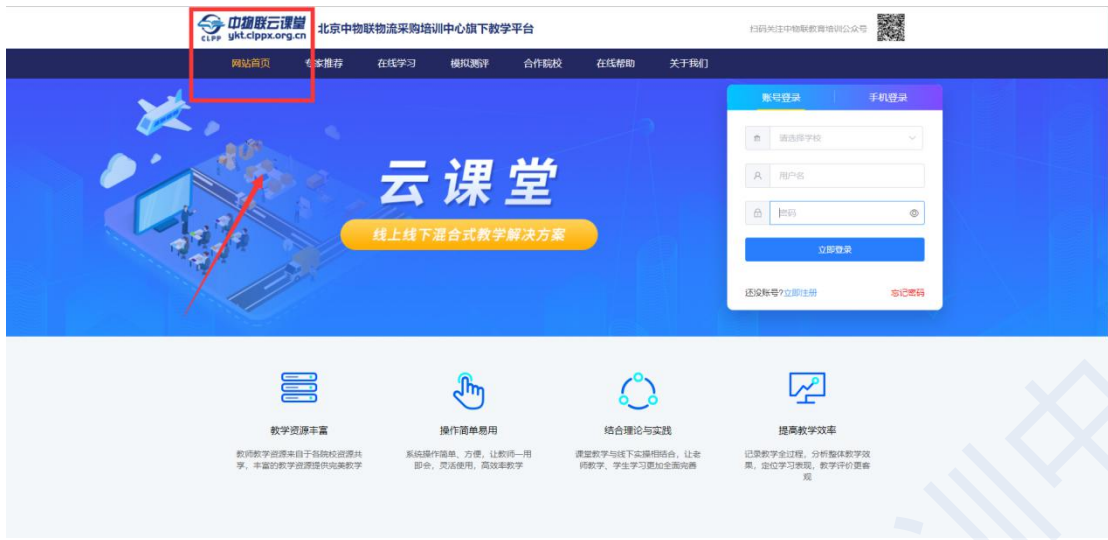 中物联云课堂
CLPP ykt.clppx.org.cn
北京中物联物流采购培训中心旗下教学平台
扫码关注中物联教育培训公众号
网站首页 专家推荐 在线学习 模拟测评 合作院校 在线帮助 关于我们
账号登录 手机登录
请选择学校
用户名
密码
立即登录
还没账号?立即注册 忘记密码
云课堂
线上线下混合式教学解决方案
教学资源丰富
教师教学资源来自于各院校资源共
享，丰富的教学资源提供完美教学
操作简单易用
系统操作简单、方便，让教师一用
即会，灵活使用，高效率教学
结合理论与实践
课堂教学与线下实操相结合，让老
师教学、学生学习更加全面完善
提高教学效率
记录教学全过程，分析整体教学效
果，定位学习表现，教学评价更客
观
训中